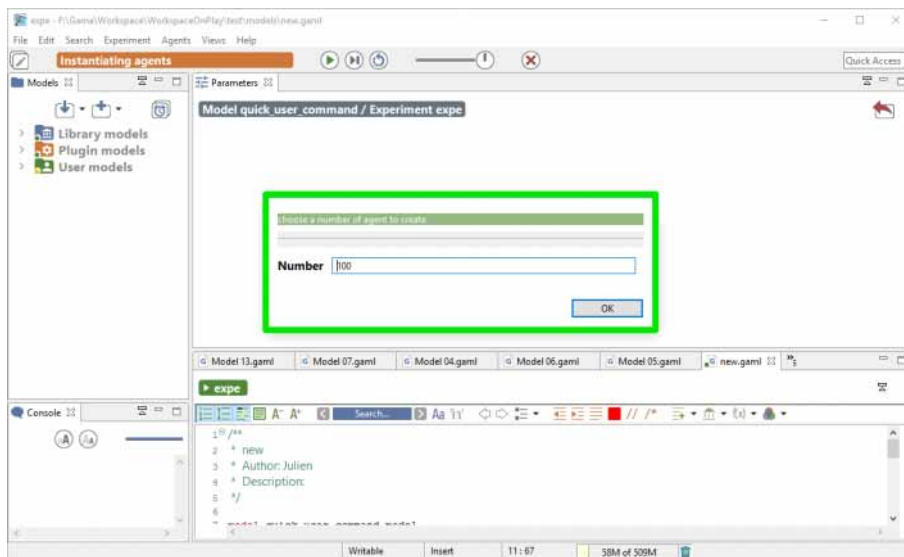 expe - F:\Gama\Workspace\WorkspaceOnPlay\test\models\new.gaml
File Edit Search Experiment Agents Views Help
Instantiating agents
Quick Access
Models
Parameters
Model quick_user_command / Experiment expe
Library models
Plugin models
User models
choose a number of agent to create
Number 100
OK
Model 13.gaml Model 07.gaml Model 04.gaml Model 06.gaml Model 05.gaml new.gaml
expe
Console
Search...
1 /**
2 * new
3 * Author: Julien
4 * Description:
5 */
6
7 model quick_user_command_model
Writable Insert 11 : 67 58M of 509M